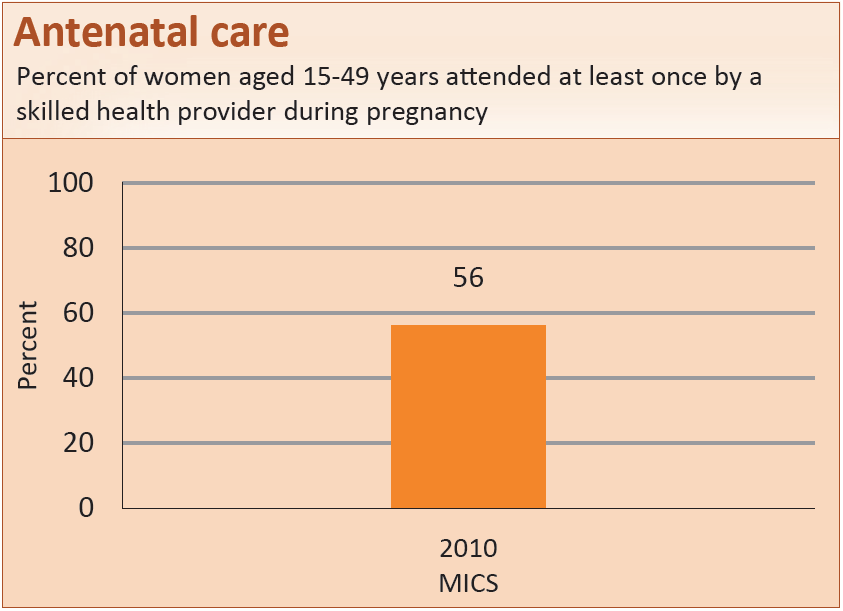 Antenatal care
Percent of women aged 15-49 years attended at least once by a
skilled health provider during pregnancy
100
80
60
40
20
0
Percent
56
2010
MICS